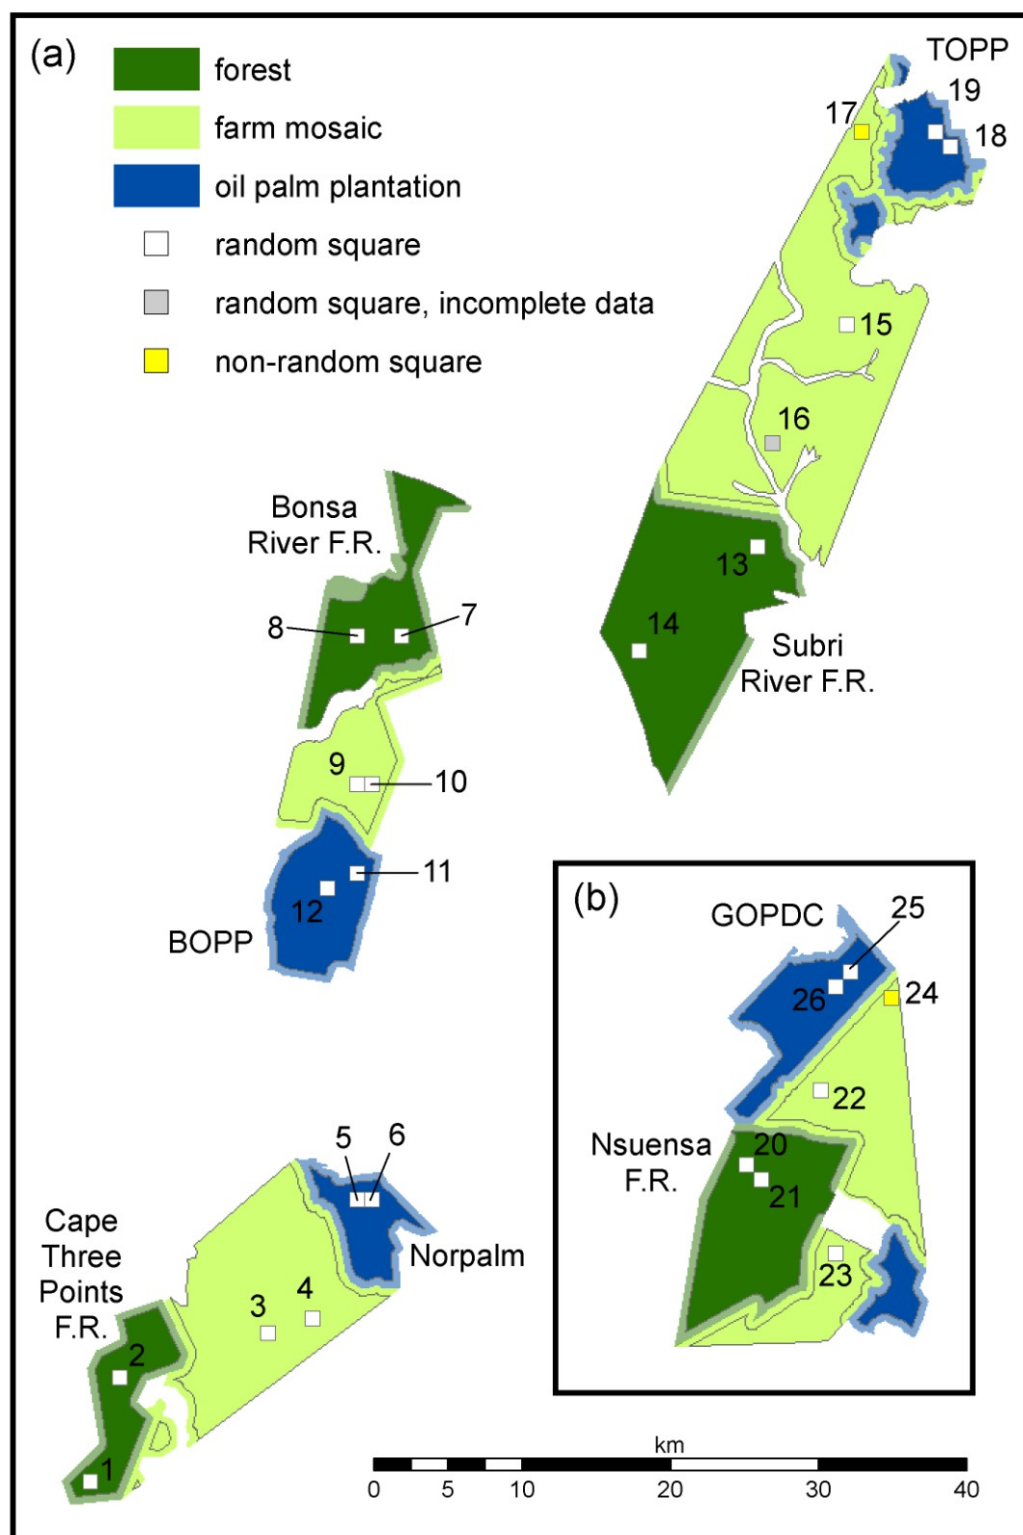 (a)
forest
farm mosaic
oil palm plantation
random square
random square, incomplete data
non-random square
TOPP
19
17
18
15
16
Bonsa
River F.R.
13
8
7
14
Subri
River F.R.
9
10
11
12
BOPP
(b)
GOPDC
25
26
24
22
Nsuensa
F.R.
20
21
23
5
6
Cape
Three
Points
F.R.
Norpalm
3
4
2
1
km
0 5 10 20 30 40